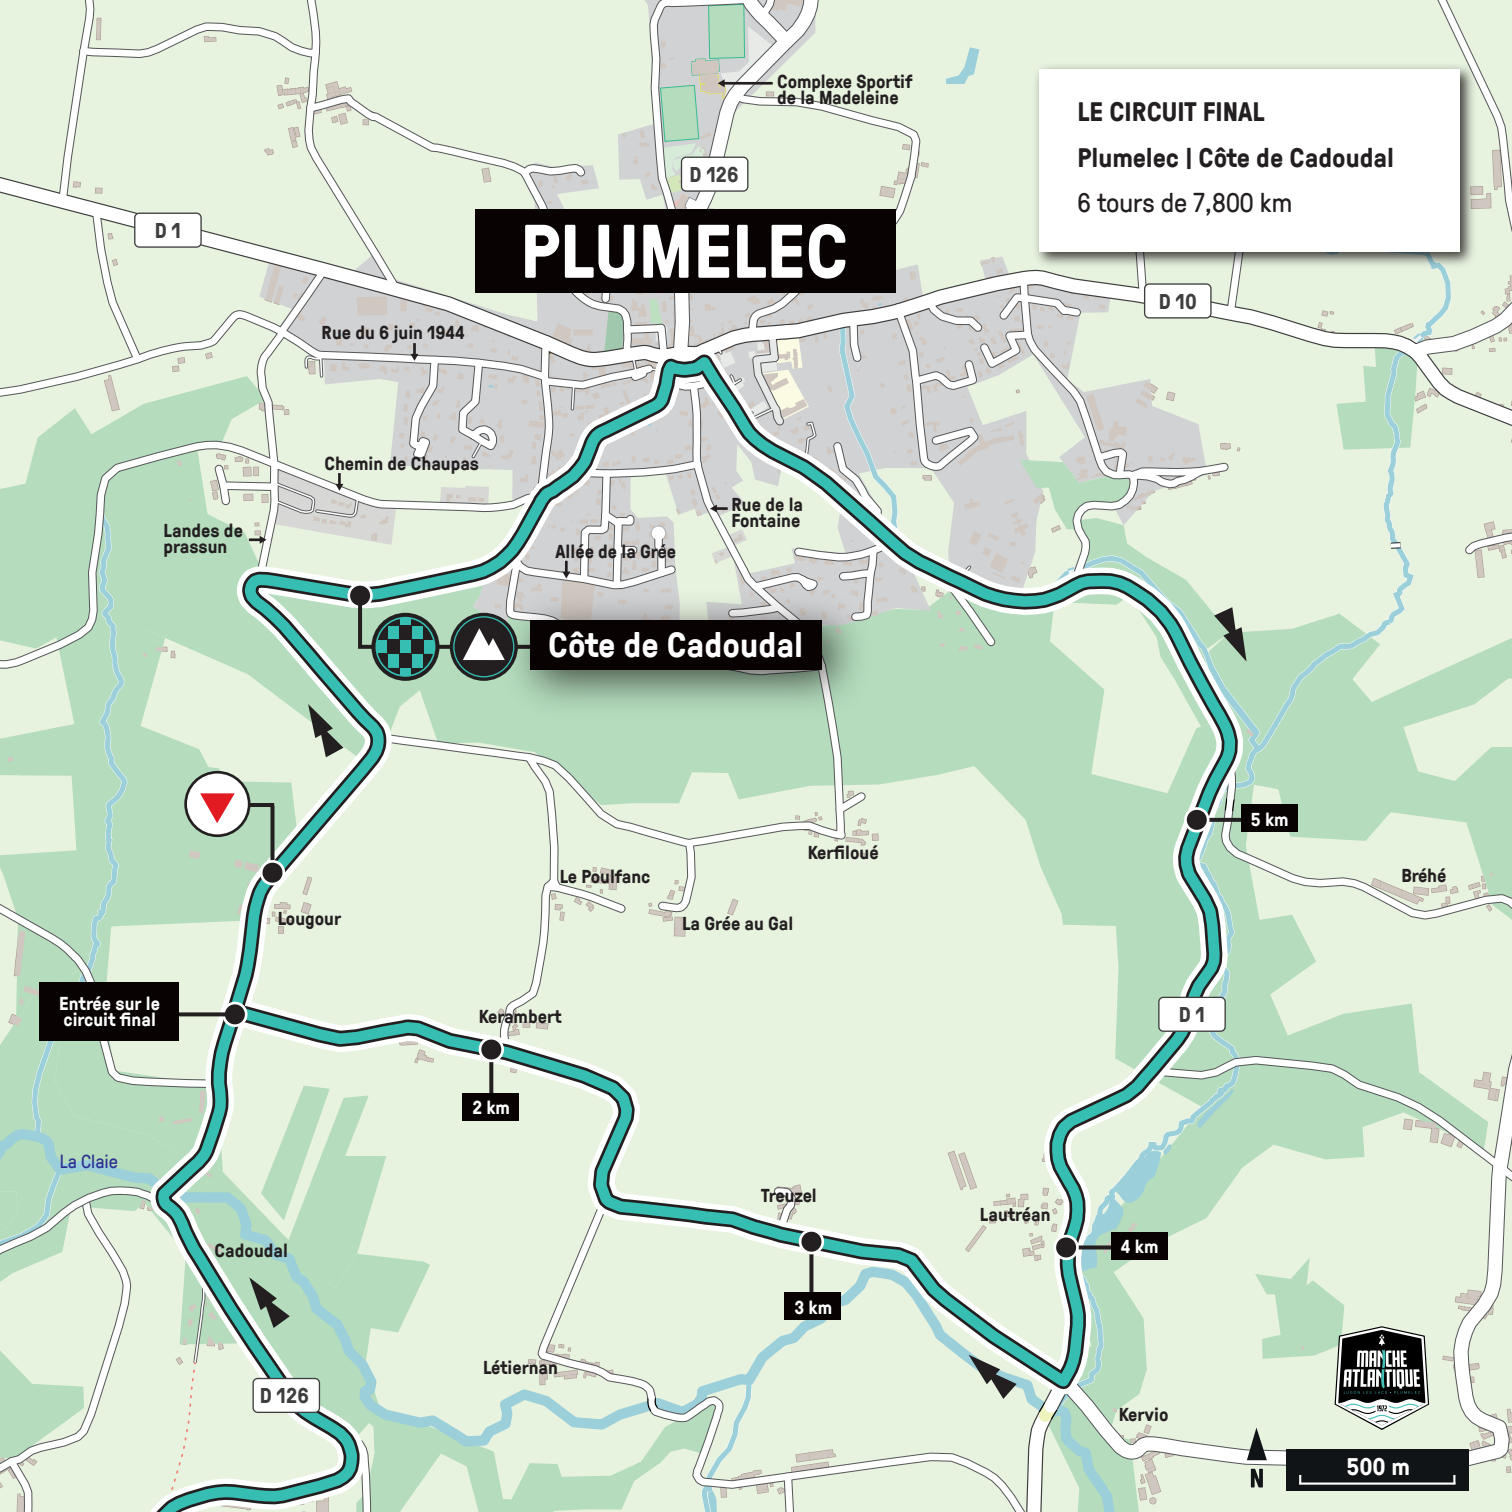 Complexe Sportif
de la Madeleine
LE CIRCUIT FINAL
Plumelec | Côte de Cadoudal
6 tours de 7,800 km
D 126
D 1
PLUMELEC
D 10
Rue du 6 juin 1944
Chemin de Chaupas
Landes de
prassun
Rue de la
Fontaine
Allée de la Grée
Côte de Cadoudal
5 km
Kerfiloué
Le Poulfanc
Bréhé
Lougour
La Grée au Gal
Entrée sur le
circuit final
Kerambert
D 1
2 km
La Claie
Treuzel
Lautréan
Cadoudal
4 km
3 km
Létiernan
D 126
MANCHE
ATLANTIQUE
Kervio
N
500 m